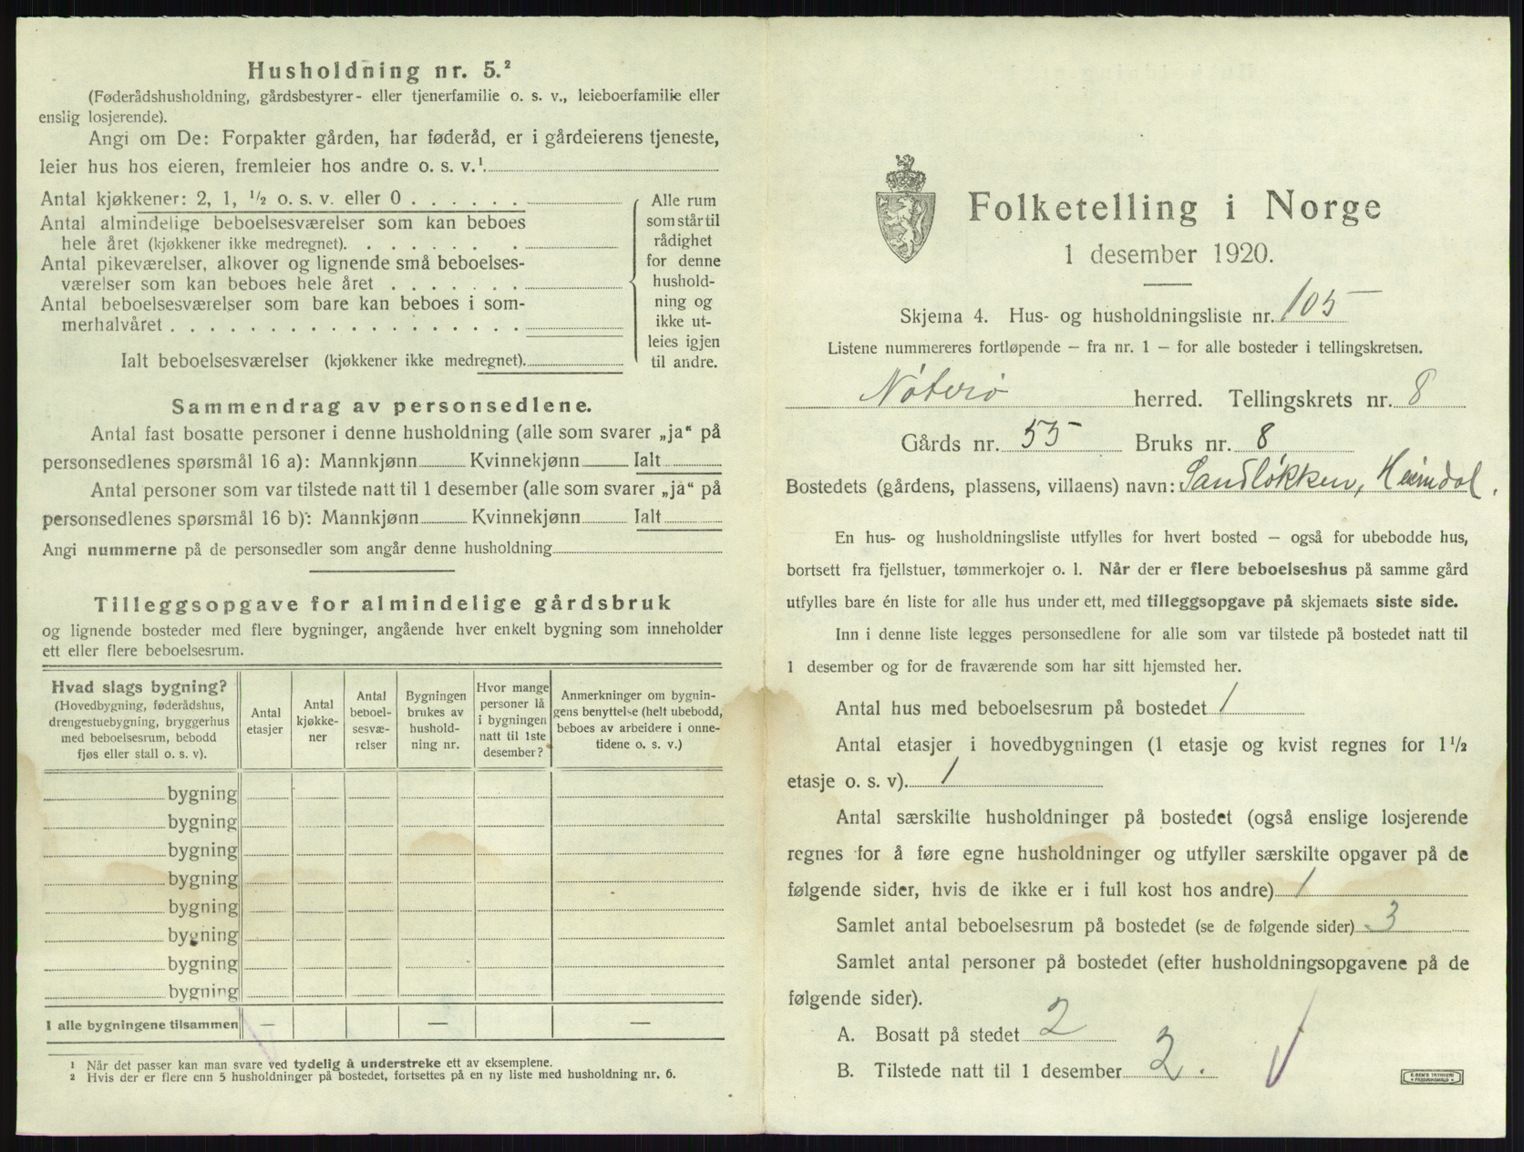 Husholdning nr. 5.²
(Føderådshusholdning, gårdsbestyrer- eller tjenerfamilie o. s. v., leieboerfamilie eller
enslig losjerende).
Angi om De: Forpakter gården, har føderåd, er i gårdeierens tjeneste,
leier hus hos eieren, fremleier hos andre o. s. v.¹
Antal kjøkkener: 2, 1, ½ o. s. v. eller 0 . . . . . .
Antal almindelige beboelsesværelser som kan beboes
hele året (kjøkkener ikke medregnet). . . . . . . .
Antal pikeværelser, alkover og lignende små beboelses-
værelser som kan beboes hele året . . . . . . .
Antal beboelsesværelser som bare kan beboes i som-
merhalvåret . . . . . . . . . . . . . . . . . .
Ialt beboelsesværelser (kjøkkener ikke medregnet).
Alle rum
som står til
rådighet
for denne
hushold-
ning og
ikke ut-
leies igjen
til andre.
Sammendrag av personsedlene.
Antal fast bosatte personer i denne husholdning (alle som svarer „ja“ på
personsedlenes spørsmål 16 a): Mannkjønn Kvinnekjønn Ialt
Antal personer som var tilstede natt til 1 desember (alle som svarer „ja“ på
personsedlenes spørsmål 16 b): Mannkjønn Kvinnekjønn Ialt
Angi nummerne på de personsedler som angår denne husholdning
Tilleggsopgave for almindelige gårdsbruk
og lignende bosteder med flere bygninger, angående hver enkelt bygning som inneholder
ett eller flere beboelsesrum.
Hvad slags bygning?
(Hovedbygning, føderådshus,
drengestuebygning, bryggerhus
med beboelsesrum, bebodd
fjøs eller stall o. s. v).
Antal
etasjer
Antal
kjøkke-
ner
Antal
beboel-
sesvæ-
relser
Bygningen
brukes av
hushold-
ning nr.
Hvor mange
personer lå
i bygningen
natt til 1ste
desember?
Anmerkninger om bygnin-
gens benyttelse (helt ubebodd,
beboes av arbeidere i onne-
tidene o. s. v.)
bygning
bygning
bygning
bygning
bygning
bygning
bygning
bygning
I alle bygningene tilsammen — — —
¹ Når det passer kan man svare ved tydelig å understreke ett av eksemplene.
² Hvis der er flere enn 5 husholdninger på bostedet, fortsettes på en ny liste med husholdning nr. 6.
Folketelling i Norge
1 desember 1920.
Skjema 4. Hus- og husholdningsliste nr. 105
Listene nummereres fortløpende – fra nr. 1 – for alle bosteder i tellingskretsen.
Nøterø herred. Tellingskrets nr. 8
Gårds nr. 55 Bruks nr. 8
Bostedets (gårdens, plassens, villaens) navn: Sandløkken, Heimdal.
En hus- og husholdningsliste utfylles for hvert bosted – også for ubebodde hus,
bortsett fra fjellstuer, tømmerkojer o. l. Når der er flere beboelseshus på samme gård
utfylles bare én liste for alle hus under ett, med tilleggsopgave på skjemaets siste side.
Inn i denne liste legges personsedlene for alle som var tilstede på bostedet natt til
1 desember og for de fraværende som har sitt hjemsted her.
Antal hus med beboelsesrum på bostedet 1
Antal etasjer i hovedbygningen (1 etasje og kvist regnes for 1½
etasje o. s. v). 1
Antal særskilte husholdninger på bostedet (også enslige losjerende
regnes for å føre egne husholdninger og utfyller særskilte opgaver på de
følgende sider, hvis de ikke er i full kost hos andre) 1
Samlet antal beboelsesrum på bostedet (se de følgende sider) 3
Samlet antal personer på bostedet (efter husholdningsopgavene på de
følgende sider).
A. Bosatt på stedet 2
B. Tilstede natt til 1 desember 2.